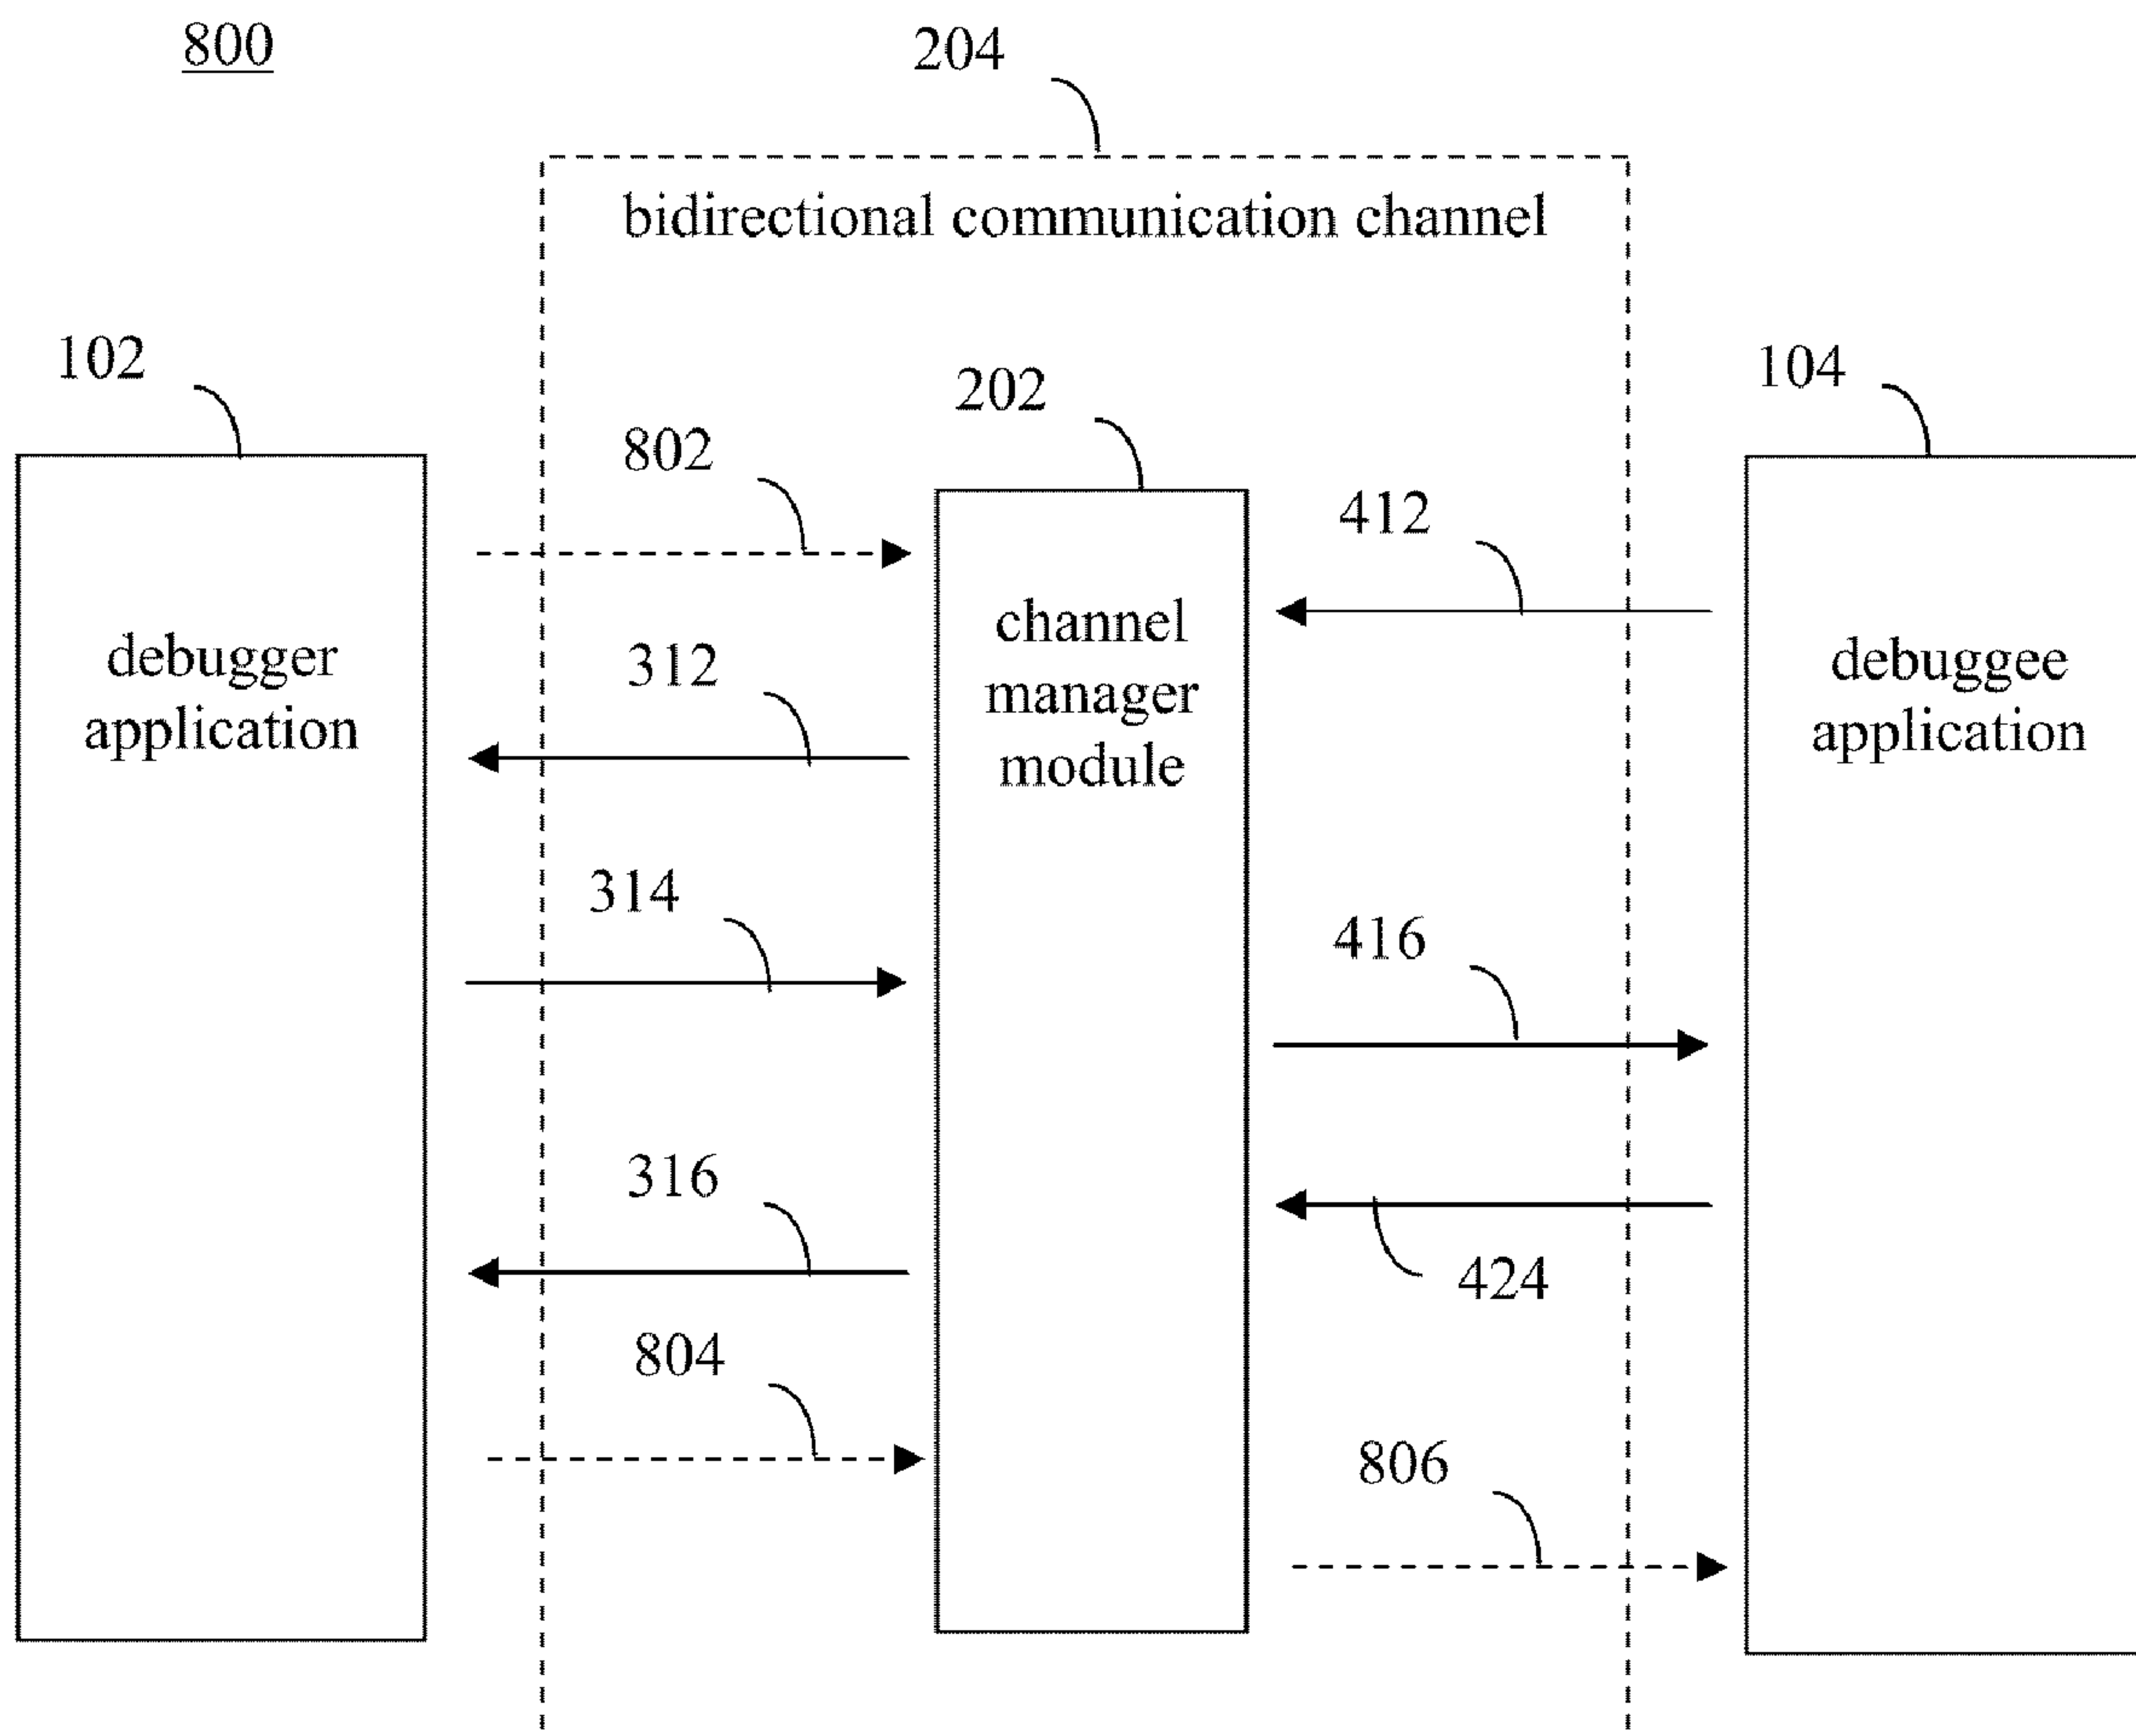 800
204
bidirectional communication channel
102
202
104
802
412
debugger
application
channel
manager
module
debuggee
application
312
314
416
316
424
804
806